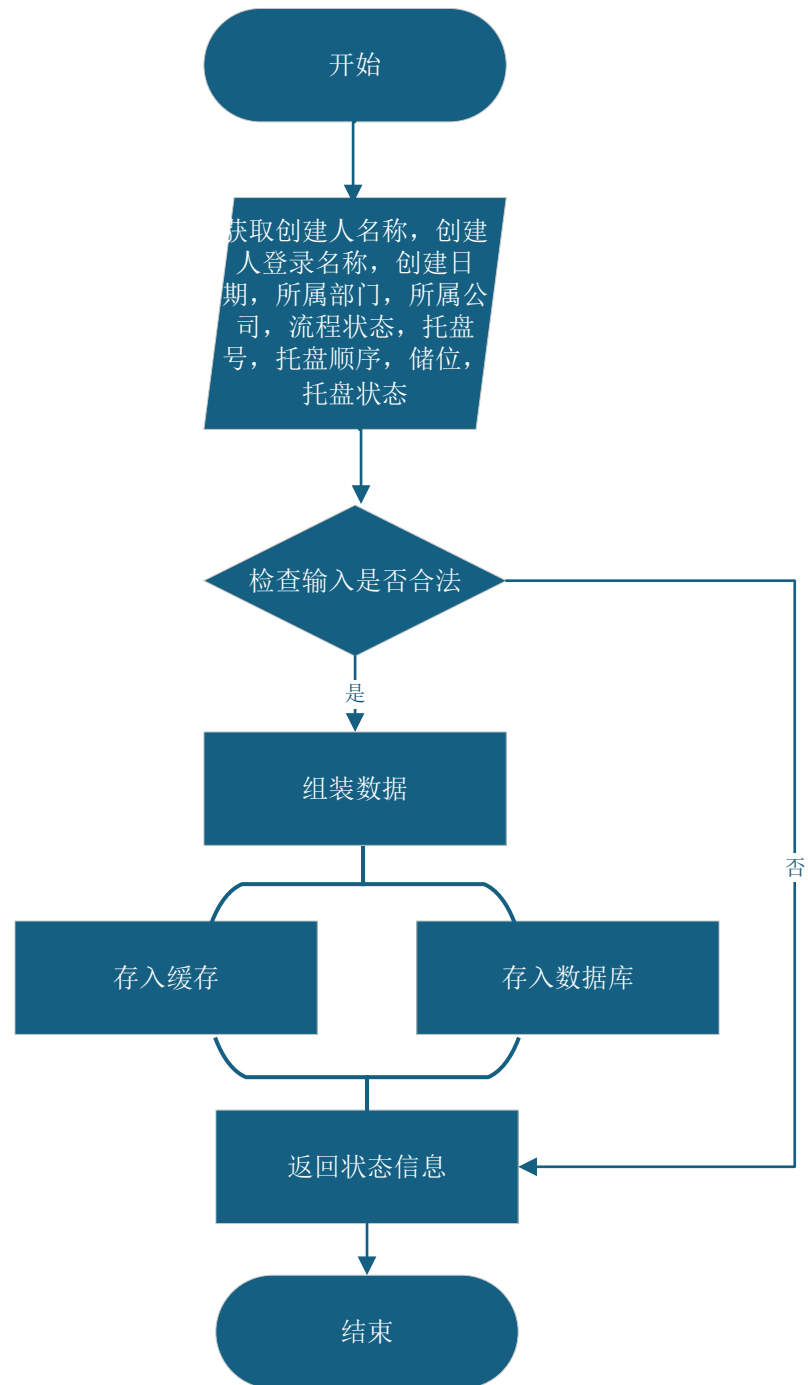 开始
获取创建人名称，创建
人登录名称，创建日
期，所属部门，所属公
司，流程状态，托盘
号，托盘顺序，储位，
托盘状态
检查输入是否合法
是
组装数据
否
存入缓存
存入数据库
返回状态信息
结束